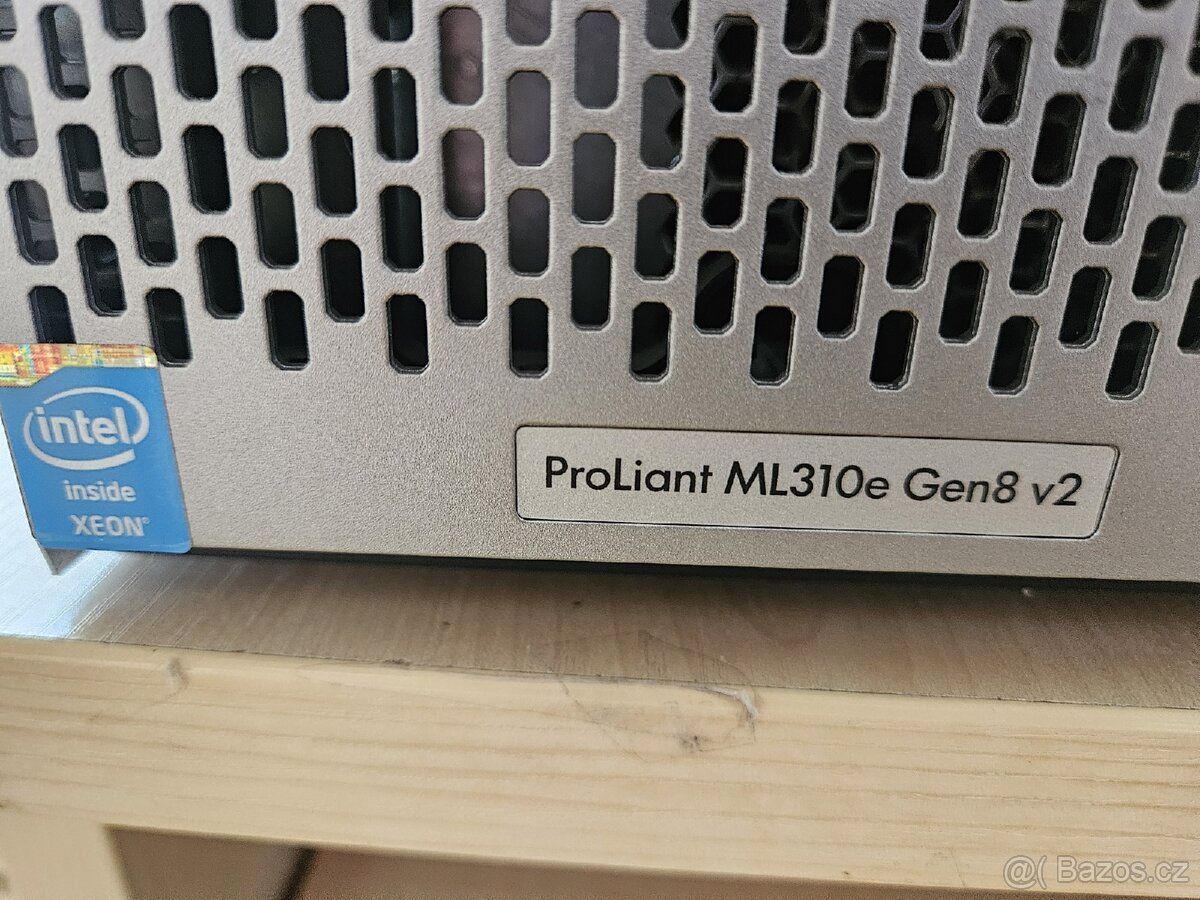 intel
inside
XEON®
ProLiant ML310e Gen8 v2
@( Bazos.cz